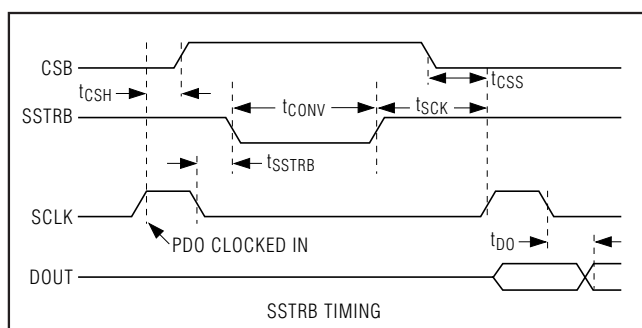 CSB
tCSS
tCSH
tCONV
tSCK
SSTRB
tSSTRB
SCLK
PDO CLOCKED IN
tDO
DOUT
SSTRB TIMING